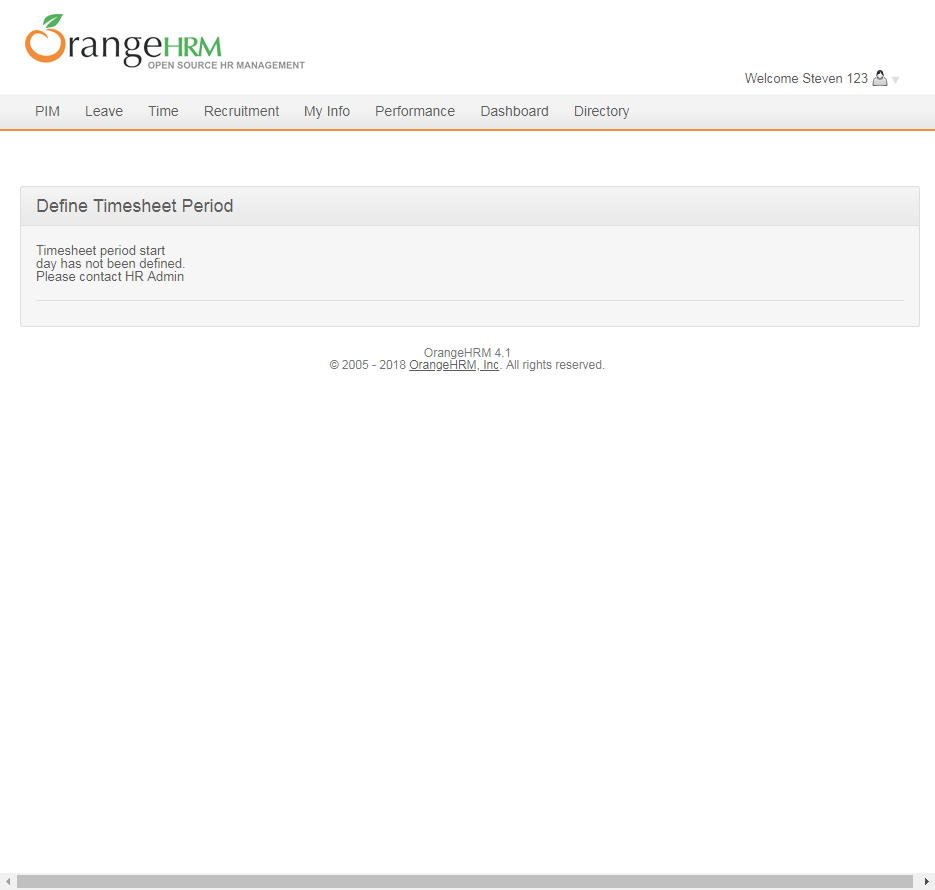 OrangeHRM
OPEN SOURCE HR MANAGEMENT
Welcome Steven 123
PIM Leave Time Recruitment My Info Performance Dashboard Directory
Define Timesheet Period
Timesheet period start
day has not been defined.
Please contact HR Admin
OrangeHRM 4.1
© 2005 - 2018 OrangeHRM, Inc. All rights reserved.